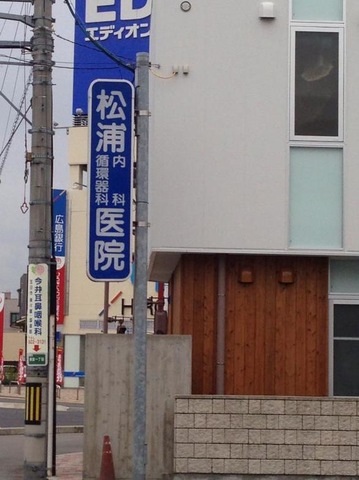 ED
エディオン
松浦
内科
循環器科
医院
広島銀行
今井耳鼻咽喉科